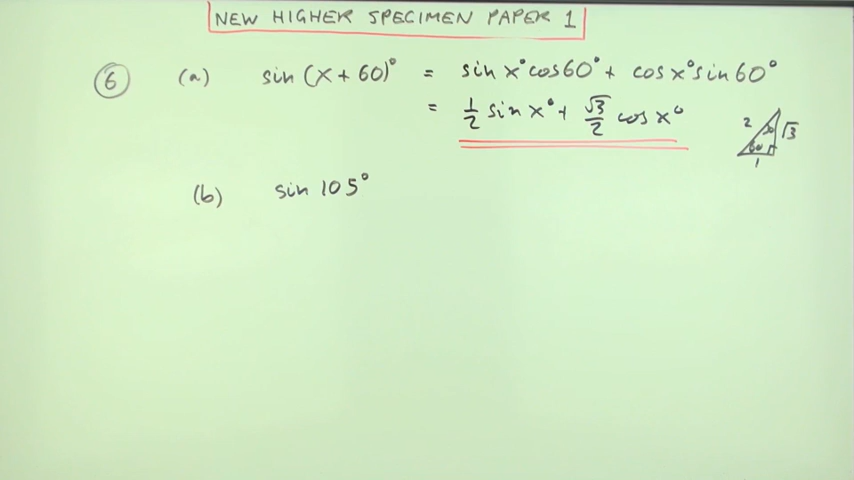 NEW HIGHER SPECIMEN PAPER 1
6 (a) sin (x + 60)° = sin x° cos 60° + cos x° sin 60°
= 1/2 sin x° + √3/2 cos x°
2 30 √3
60
1
(b) sin 105°